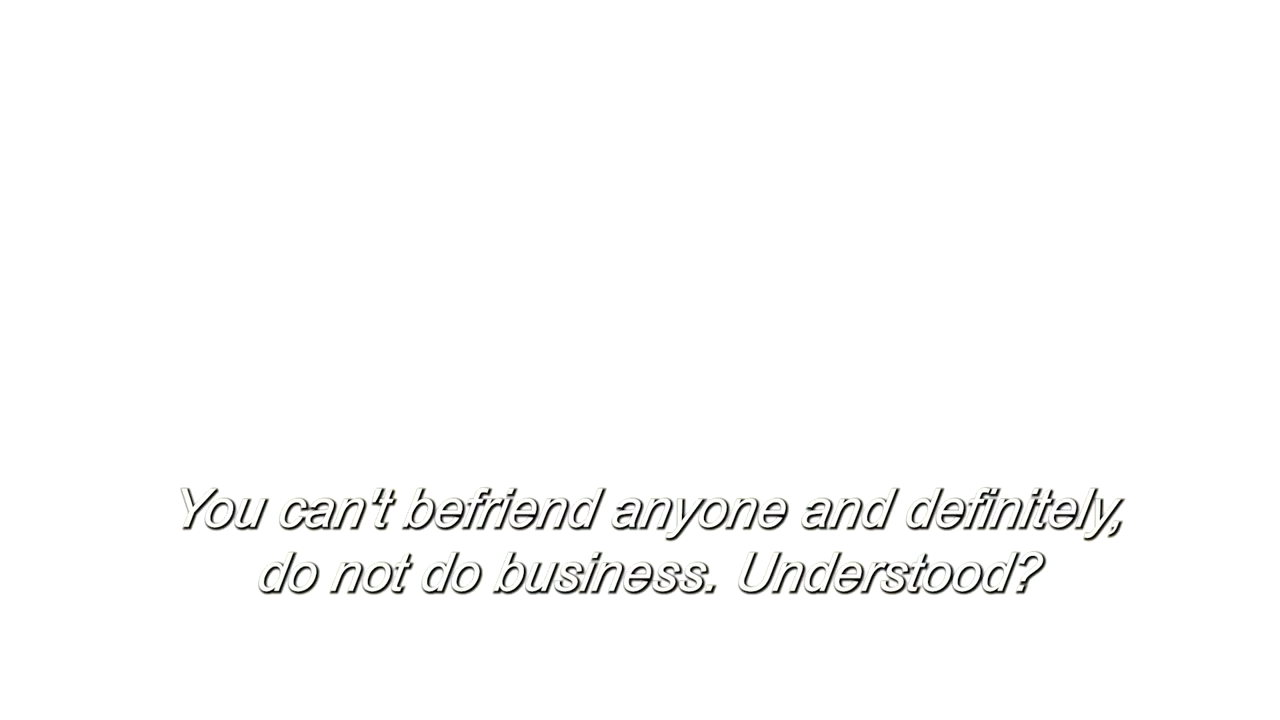 You can't befriend anyone and definitely,
do not do business. Understood?